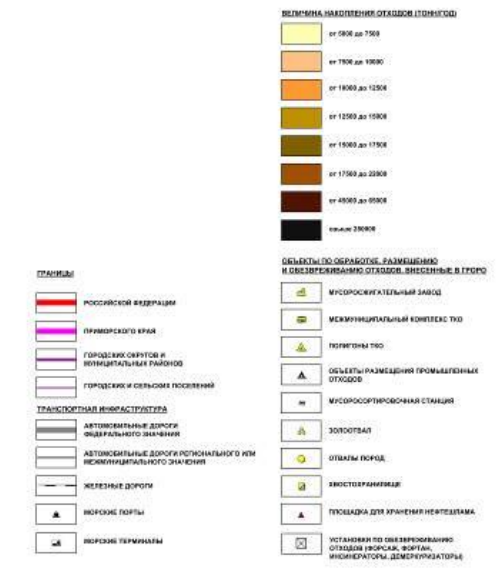 ВЕЛИЧИНА НАКОПЛЕНИЯ ОТХОДОВ (ТОНН/ГОД)
от 5000 до 7500
от 7500 до 10000
от 10000 до 12500
от 12500 до 15000
от 15000 до 17500
от 17500 до 23000
от 45000 до 65000
свыше 250000
ГРАНИЦЫ
РОССИЙСКОЙ ФЕДЕРАЦИИ
ПРИМОРСКОГО КРАЯ
ГОРОДСКИХ ОКРУГОВ И
МУНИЦИПАЛЬНЫХ РАЙОНОВ
ГОРОДСКИХ И СЕЛЬСКИХ ПОСЕЛЕНИЙ
ТРАНСПОРТНАЯ ИНФРАСТРУКТУРА
АВТОМОБИЛЬНЫЕ ДОРОГИ
ФЕДЕРАЛЬНОГО ЗНАЧЕНИЯ
АВТОМОБИЛЬНЫЕ ДОРОГИ РЕГИОНАЛЬНОГО ИЛИ
МЕЖМУНИЦИПАЛЬНОГО ЗНАЧЕНИЯ
ЖЕЛЕЗНЫЕ ДОРОГИ
МОРСКИЕ ПОРТЫ
МОРСКИЕ ТЕРМИНАЛЫ
ОБЪЕКТЫ ПО ОБРАБОТКЕ, РАЗМЕЩЕНИЮ
И ОБЕЗВРЕЖИВАНИЮ ОТХОДОВ, ВНЕСЕННЫЕ В ГРОРО
МУСОРОСЖИГАТЕЛЬНЫЙ ЗАВОД
МЕЖМУНИЦИПАЛЬНЫЙ КОМПЛЕКС ТКО
ПОЛИГОНЫ ТКО
ОБЪЕКТЫ РАЗМЕЩЕНИЯ ПРОМЫШЛЕННЫХ
ОТХОДОВ
МУСОРОСОРТИРОВОЧНАЯ СТАНЦИЯ
ЗОЛООТВАЛ
ОТВАЛЫ ПОРОД
ХВОСТОХРАНИЛИЩЕ
ПЛОЩАДКА ДЛЯ ХРАНЕНИЯ НЕФТЕШЛАМА
УСТАНОВКИ ПО ОБЕЗВРЕЖИВАНИЮ
ОТХОДОВ (ФОРСАЖ, ФОРТАН,
ИНСИНЕРАТОРЫ, ДЕМЕРКУРИЗАТОРЫ)